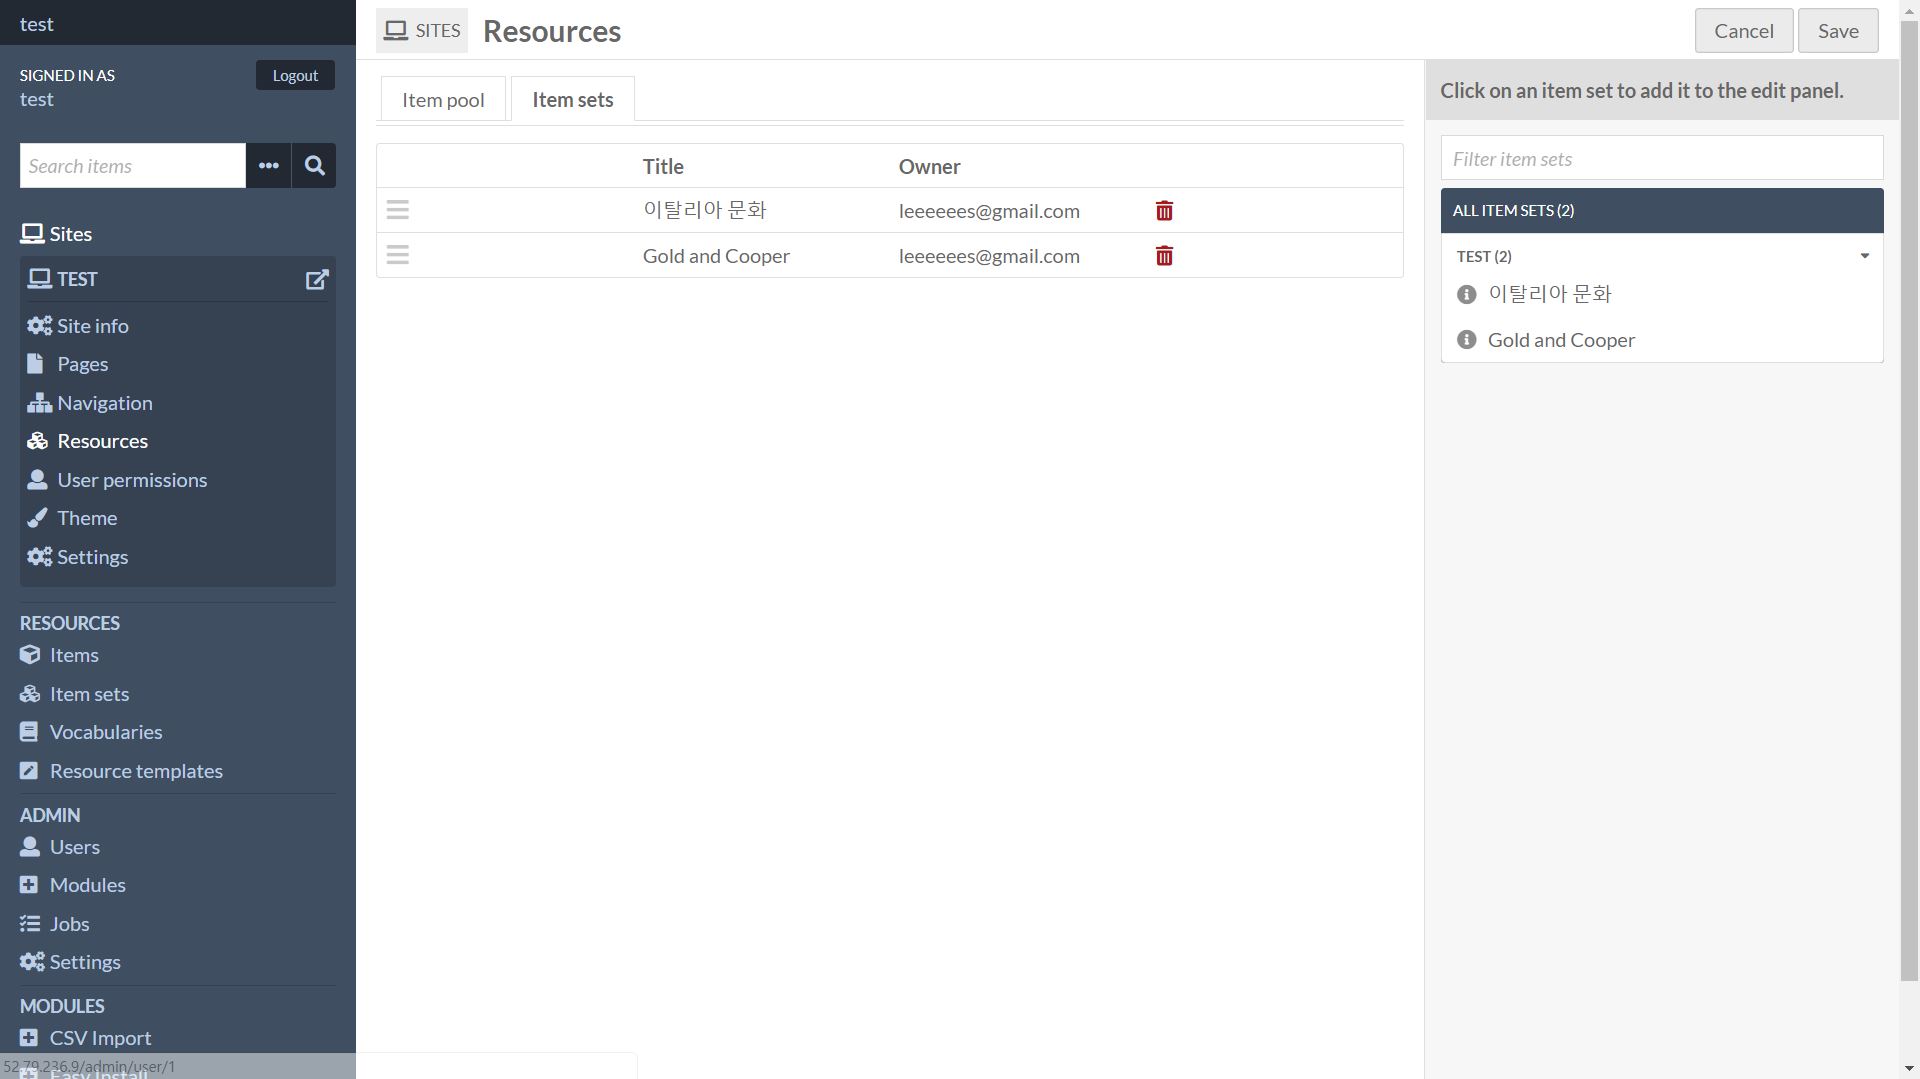 test
SIGNED IN AS
Logout
test
Search items
Sites
TEST
Site info
Pages
Navigation
Resources
User permissions
Theme
Settings
RESOURCES
Items
Item sets
Vocabularies
Resource templates
ADMIN
Users
Modules
Jobs
Settings
MODULES
CSV Import
Easy Install
52.79.236.9/admin/user/1
SITES Resources
Cancel Save
Item pool Item sets
Title Owner
이탈리아 문화 leeeeees@gmail.com
Gold and Cooper leeeeees@gmail.com
Click on an item set to add it to the edit panel.
Filter item sets
ALL ITEM SETS (2)
TEST (2)
이탈리아 문화
Gold and Cooper